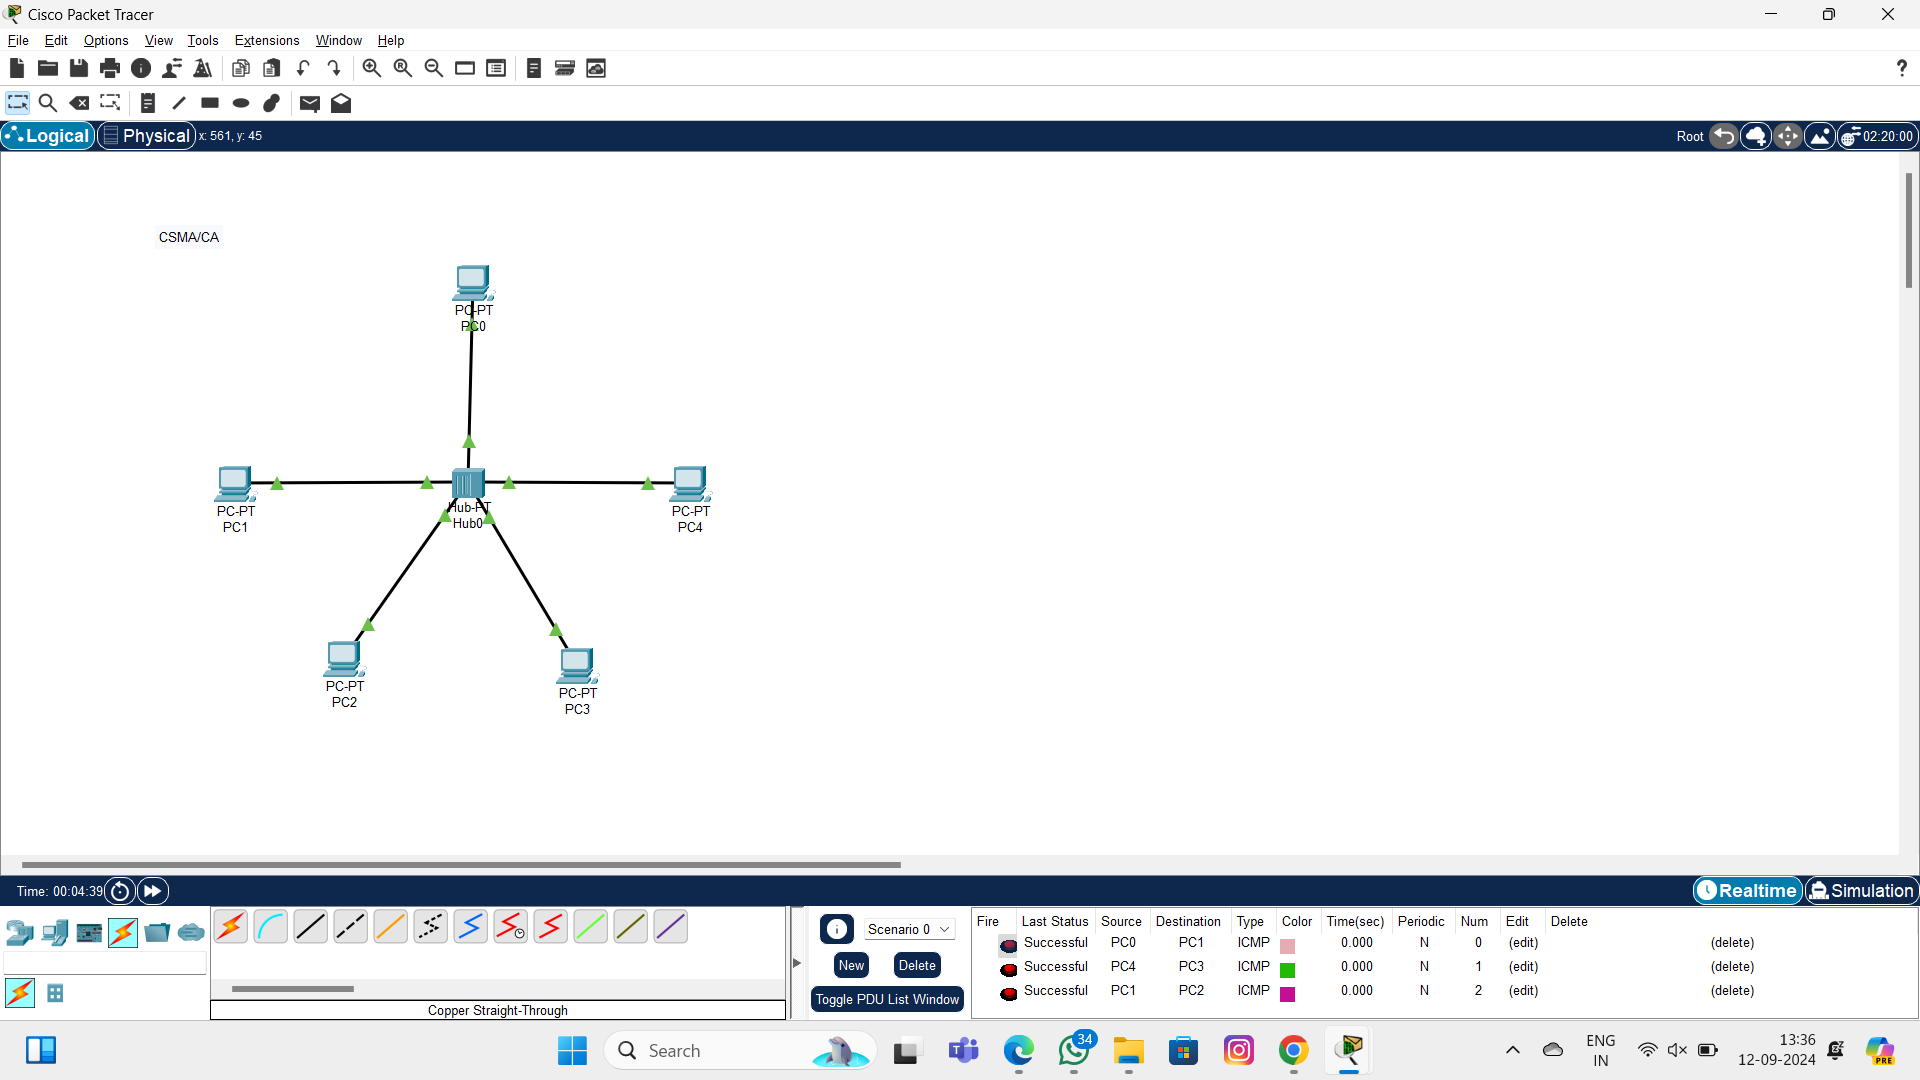 Cisco Packet Tracer
File Edit Options View Tools Extensions Window Help
?
Logical Physical x: 561, y: 45 Root 02:20:00
CSMA/CA
PC-PT
PC0
PC-PT
PC1
Hub-PT
Hub0
PC-PT
PC4
PC-PT
PC2
PC-PT
PC3
Time: 00:04:39 Realtime Simulation
Scenario 0
New Delete
Toggle PDU List Window
Copper Straight-Through
Fire Last Status Source Destination Type Color Time(sec) Periodic Num Edit Delete
Successful PC0 PC1 ICMP 0.000 N 0 (edit) (delete)
Successful PC4 PC3 ICMP 0.000 N 1 (edit) (delete)
Successful PC1 PC2 ICMP 0.000 N 2 (edit) (delete)
Search
34
ENG
IN
13:36
12-09-2024
PRE